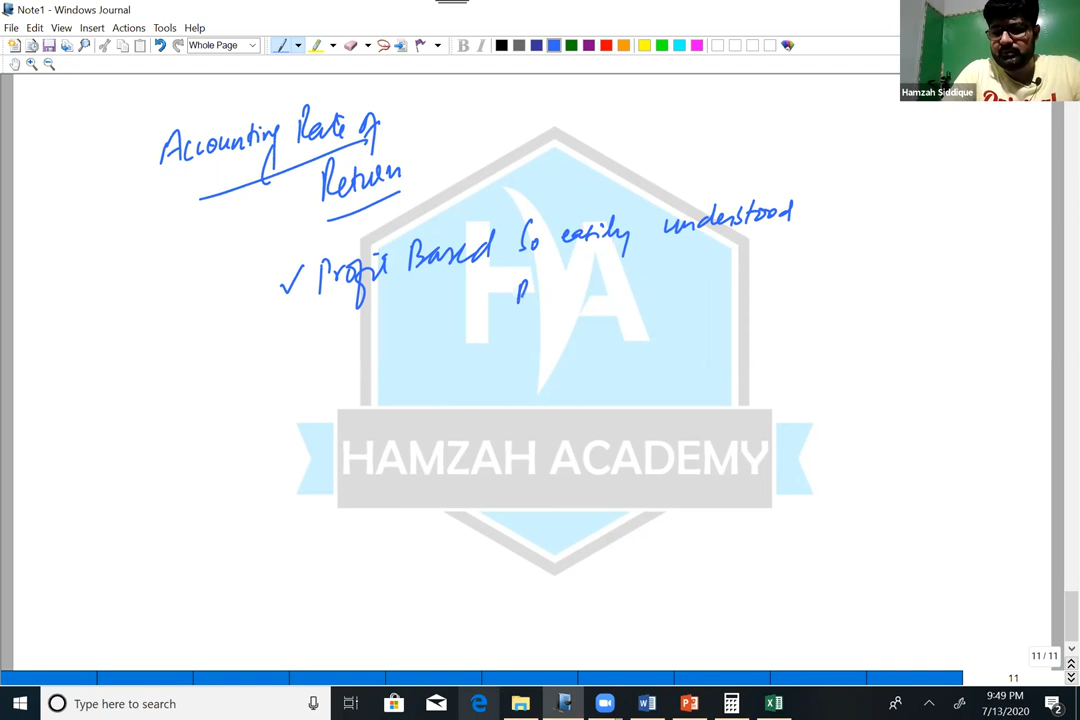 Note1 - Windows Journal
File Edit View Insert Actions Tools Help
Whole Page
B I
Hamzah Siddique
Accounting Rate of
Return
✓ Profit Based So easily understood
P
HA
HAMZAH ACADEMY
11 / 11
11
Type here to search
9:49 PM
7/13/2020
2